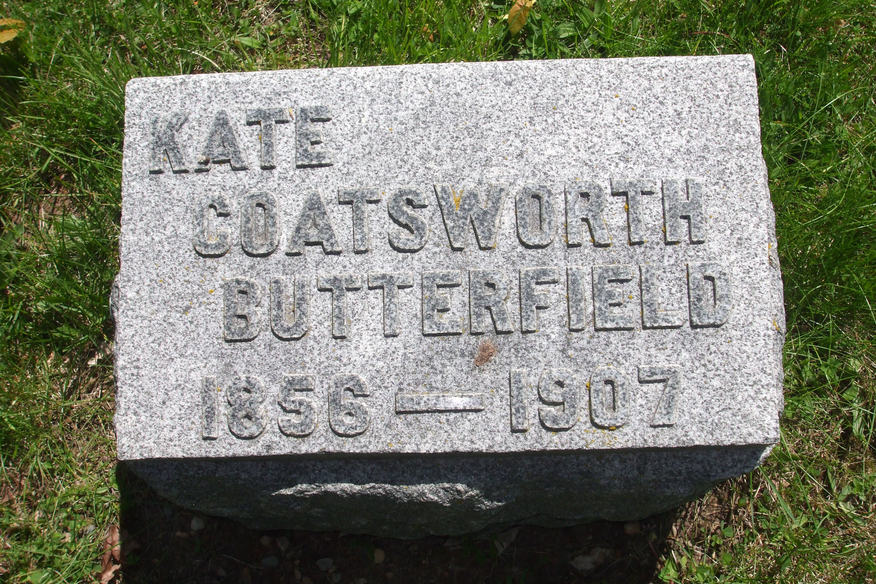 KATE
COATSWORTH
BUTTERFIELD
1856—1907